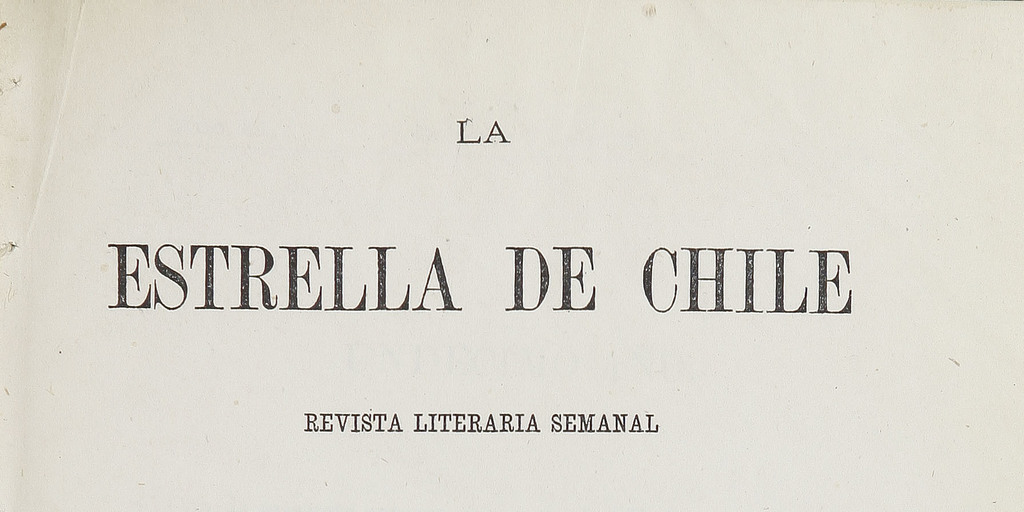 LA
ESTRELLA DE CHILE
REVISTA LITERARIA SEMANAL